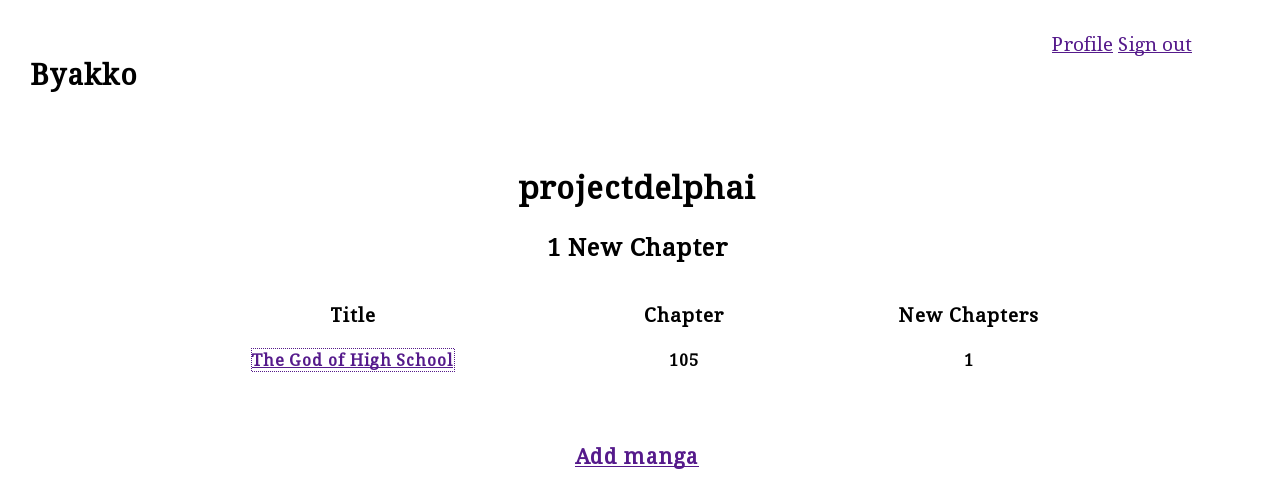 Profile Sign out
Byakko
projectdelphai
1 New Chapter
Title Chapter New Chapters
The God of High School 105 1
Add manga